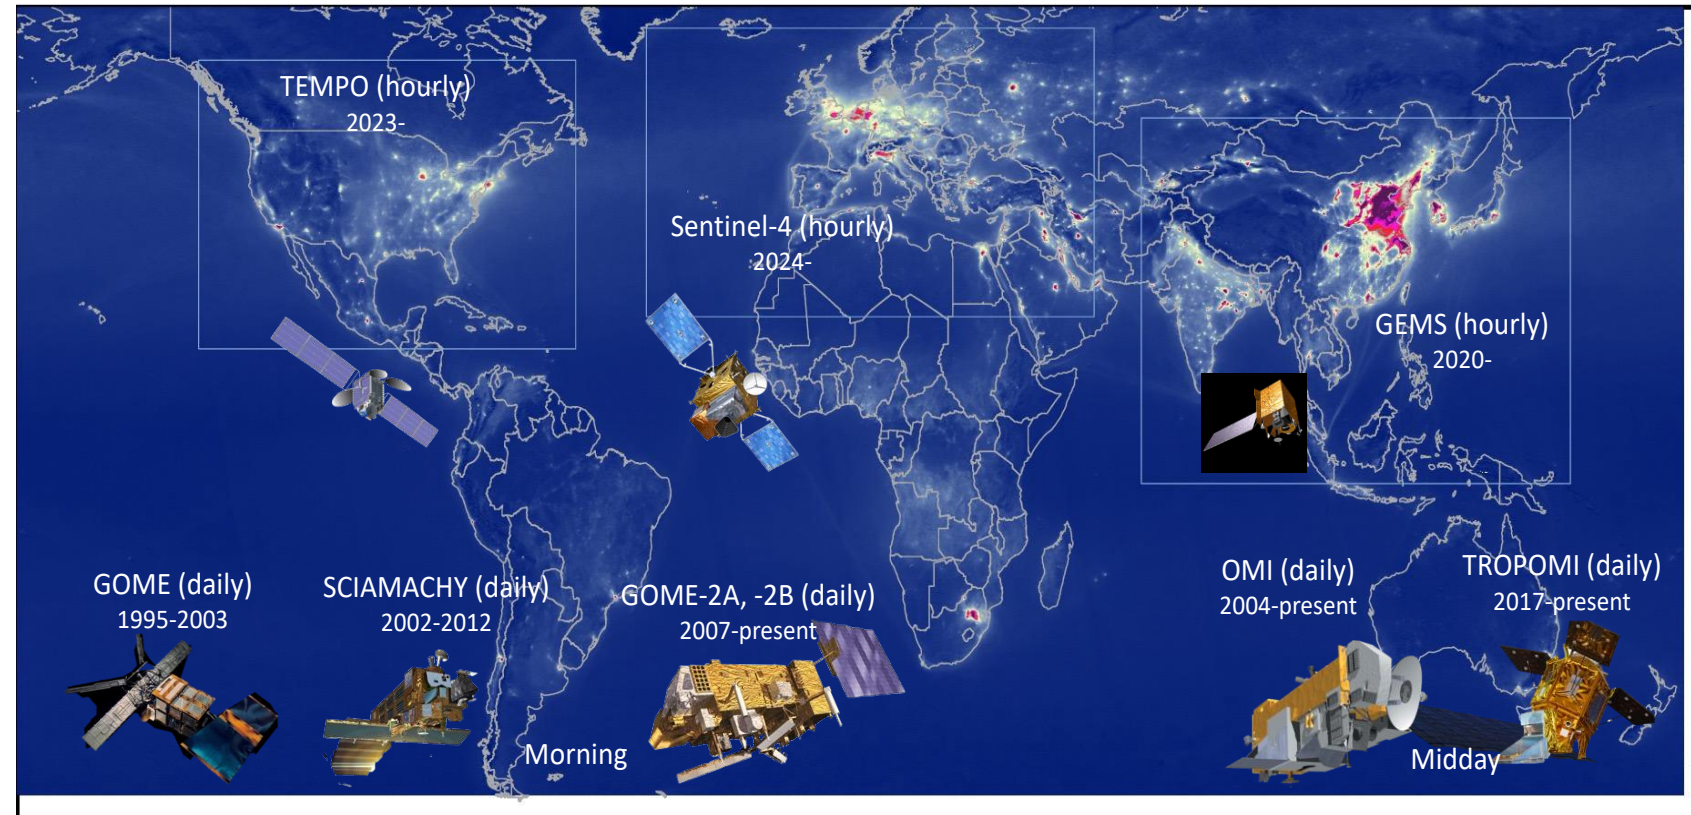 TEMPO (hourly)
2023-
Sentinel-4 (hourly)
2024-
GEMS (hourly)
2020-
GOME (daily)
1995-2003
SCIAMACHY (daily)
2002-2012
GOME-2A, -2B (daily)
2007-present
OMI (daily)
2004-present
TROPOMI (daily)
2017-present
Morning
Midday